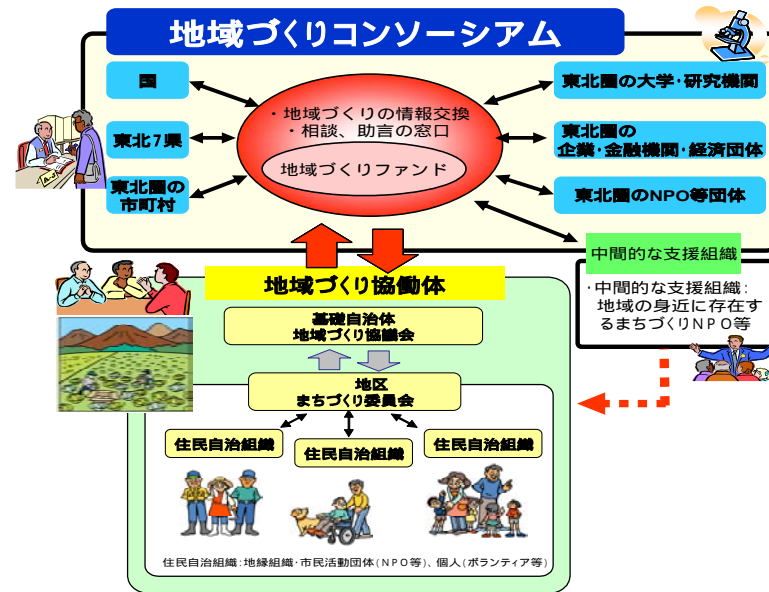 地域づくりコンソーシアム
国
東北7県
東北圏の
市町村
・地域づくりの情報交換
・相談、助言の窓口
地域づくりファンド
東北圏の大学・研究機関
東北圏の
企業・金融機関・経済団体
東北圏のNPO等団体
中間的な支援組織
・中間的な支援組織:
地域の身近に存在す
るまちづくりNPO等
地域づくり協働体
基礎自治体
地域づくり協議会
地区
まちづくり委員会
住民自治組織
住民自治組織
住民自治組織
住民自治組織:地縁組織・市民活動団体(NPO等)、個人(ボランティア等)
A-J